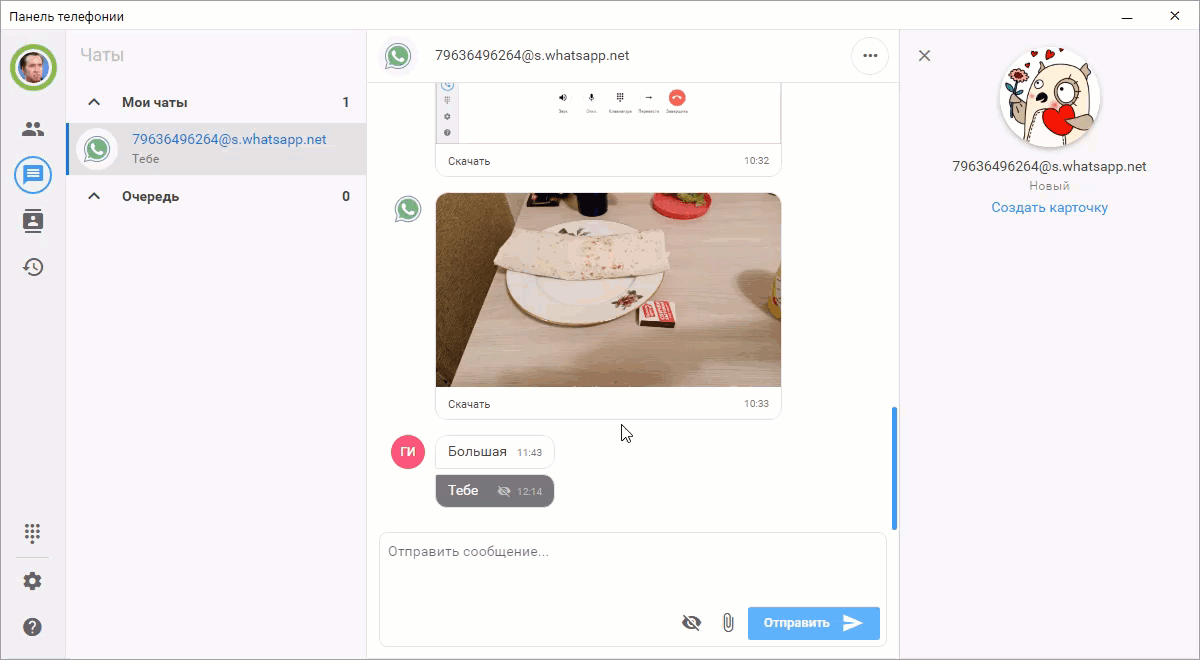 Панель телефонии
Чаты
Мои чаты 1
79636496264@s.whatsapp.net
Тебе
Очередь 0
79636496264@s.whatsapp.net
Звук
Клавиатура
Перевести
Завершить
Скачать 10:32
Скачать 10:33
ГИ
Большая 11:43
Тебе 12:14
Отправить сообщение...
Отправить
79636496264@s.whatsapp.net
Новый
Создать карточку